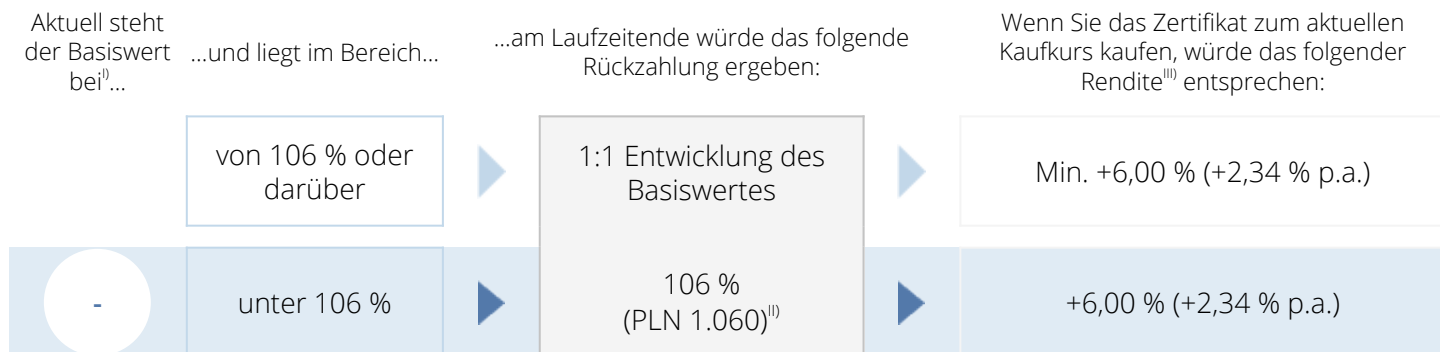 Aktuell steht
der Basiswert
bei I)...
...und liegt im Bereich...
...am Laufzeitende würde das folgende
Rückzahlung ergeben:
Wenn Sie das Zertifikat zum aktuellen
Kaufkurs kaufen, würde das folgender
Rendite III) entsprechen:
von 106 % oder
darüber
1:1 Entwicklung des
Basiswertes
Min. +6,00 % (+2,34 % p.a.)
-
unter 106 %
106 %
(PLN 1.060) II)
+6,00 % (+2,34 % p.a.)